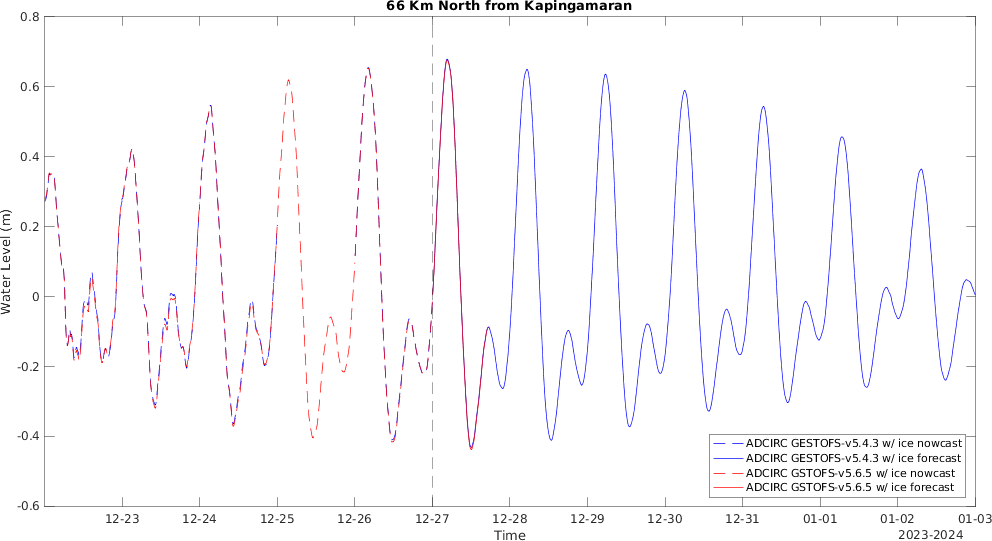 66 Km North from Kapingamaran
Water Level (m)
0.8
0.6
0.4
0.2
0
-0.2
-0.4
-0.6
ADCIRC GESTOFS-v5.4.3 w/ ice nowcast
ADCIRC GESTOFS-v5.4.3 w/ ice forecast
ADCIRC GSTOFS-v5.6.5 w/ ice nowcast
ADCIRC GSTOFS-v5.6.5 w/ ice forecast
12-23 12-24 12-25 12-26 12-27 12-28 12-29 12-30 12-31 01-01 01-02 01-03
Time
2023-2024